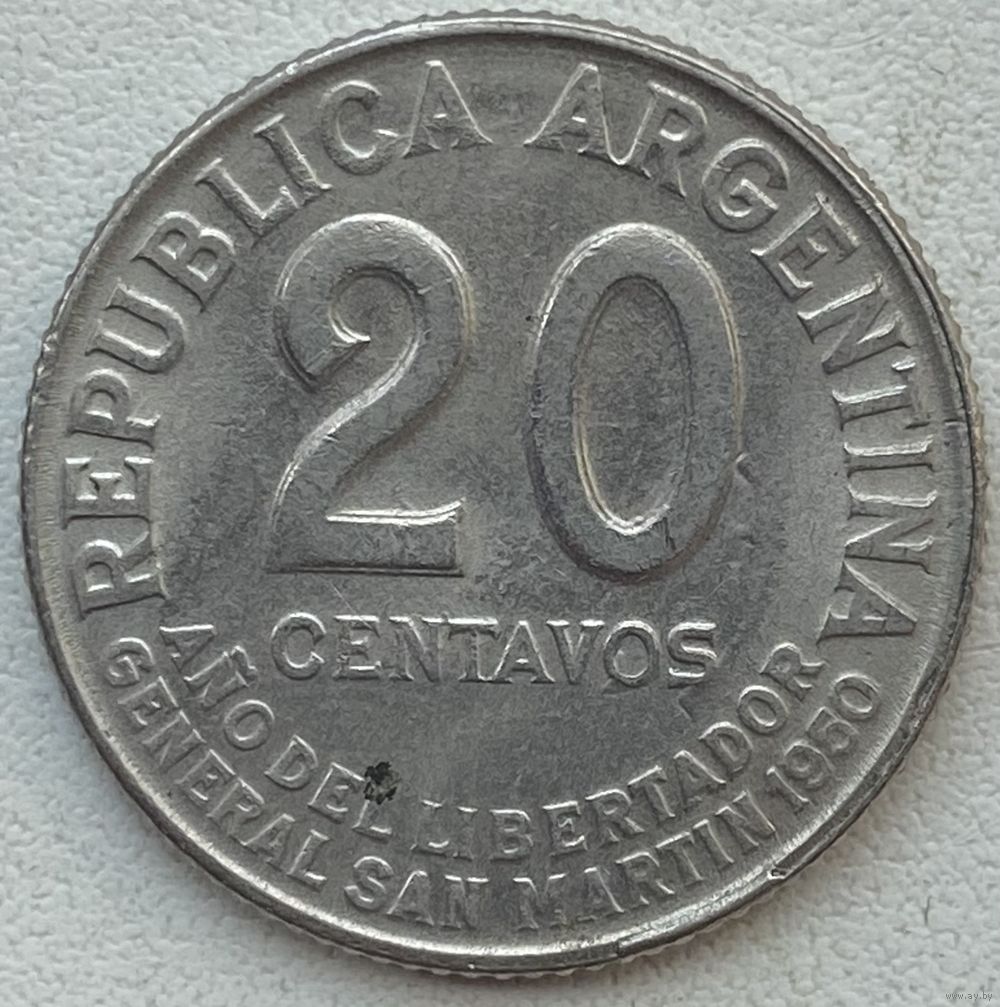 REPUBLICA ARGENTINA
20
CENTAVOS
AÑO DEL LIBERTADOR
GENERAL SAN MARTIN 1950
www.ay.by